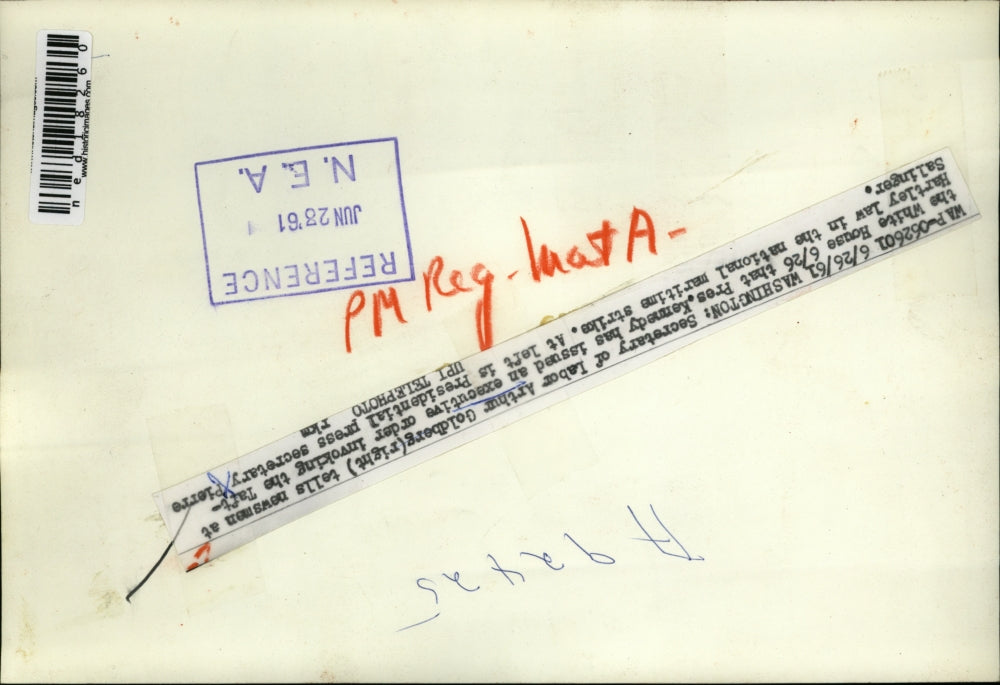 ned18260
www.historicimages.com
REFERENCE
JUN 28 '61
N. E. A.
PM Reg - Mat A -
WAP-062601 6/26/61 WASHINGTON: Secretary of Labor Arthur Goldberg(right) tells newsmen at
the White House 6/26 that Pres.Kennedy has issued an executive order invoking the Taft-
Hartley law in the national maritime strike. At left is Presidential press secretary Pierre
Salinger. UPI TELEPHOTO rkm